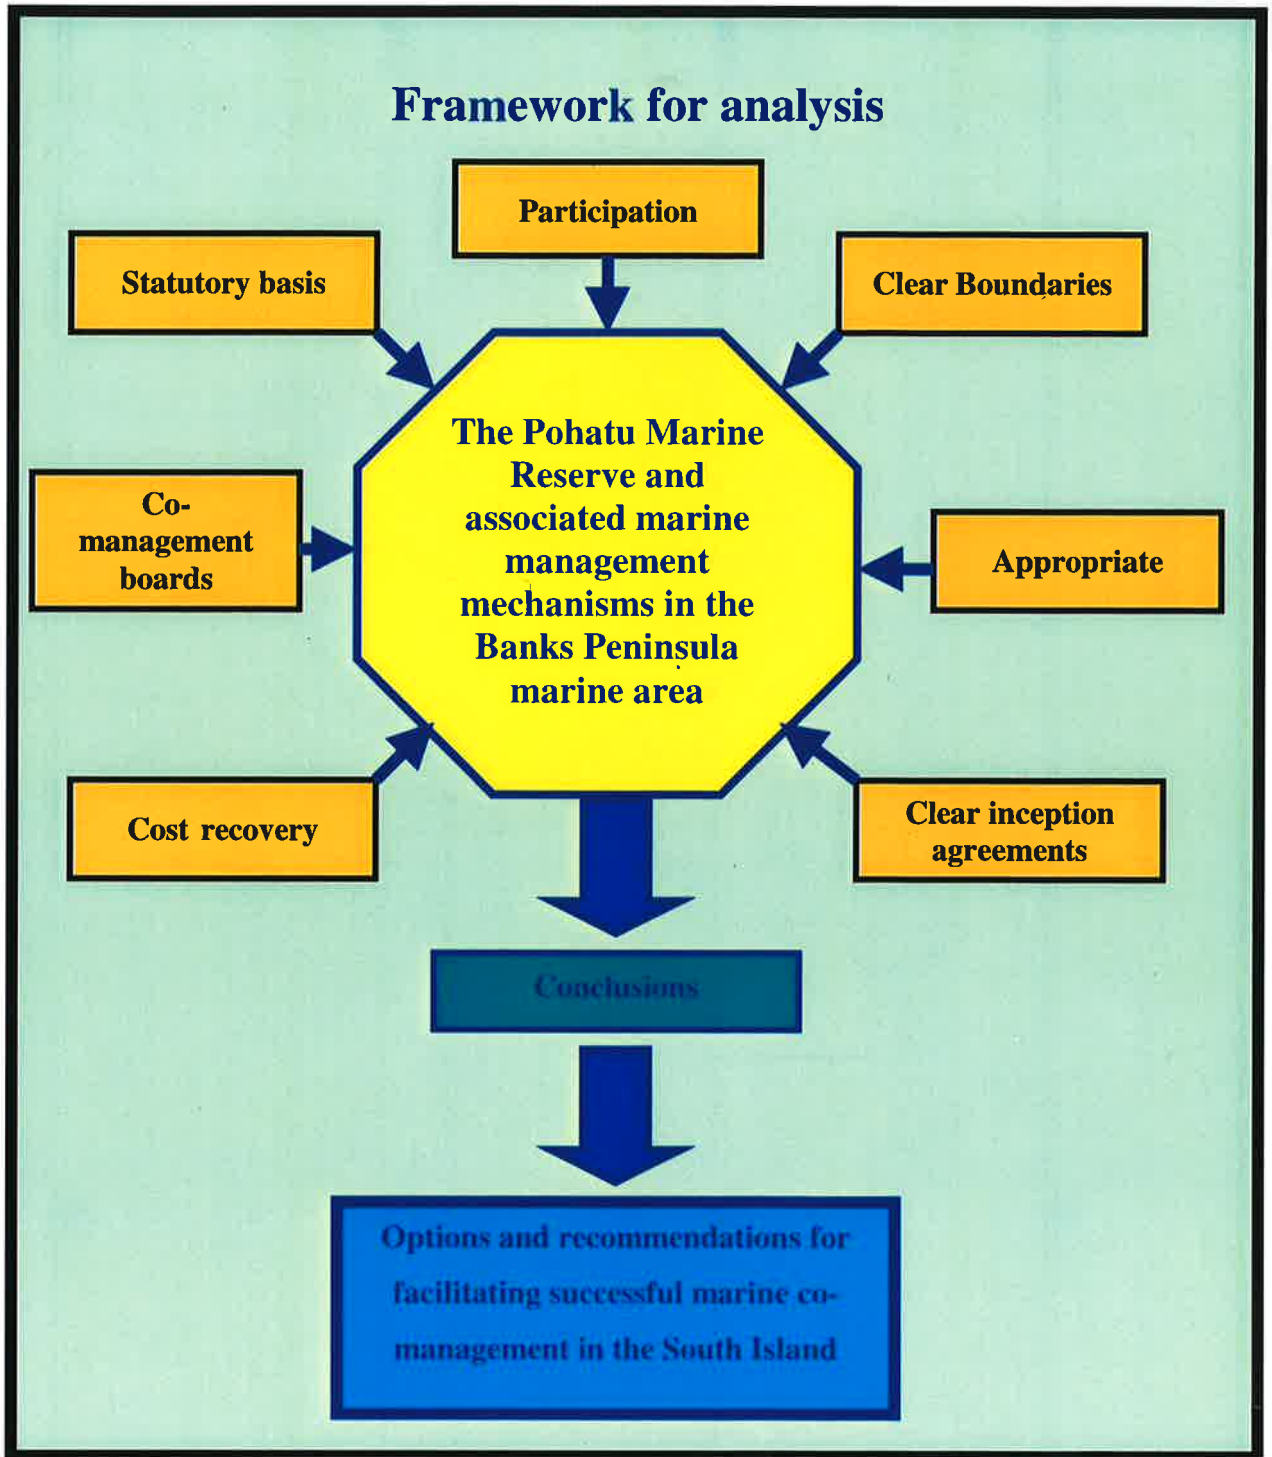 Framework for analysis
Participation
Statutory basis
Clear Boundaries
The Pohatu Marine
Reserve and
associated marine
management
mechanisms in the
Banks Peninsula
marine area
Co-
management
boards
Appropriate
Cost recovery
Clear inception
agreements
Conclusions
Options and recommendations for
facilitating successful marine co-
management in the South Island